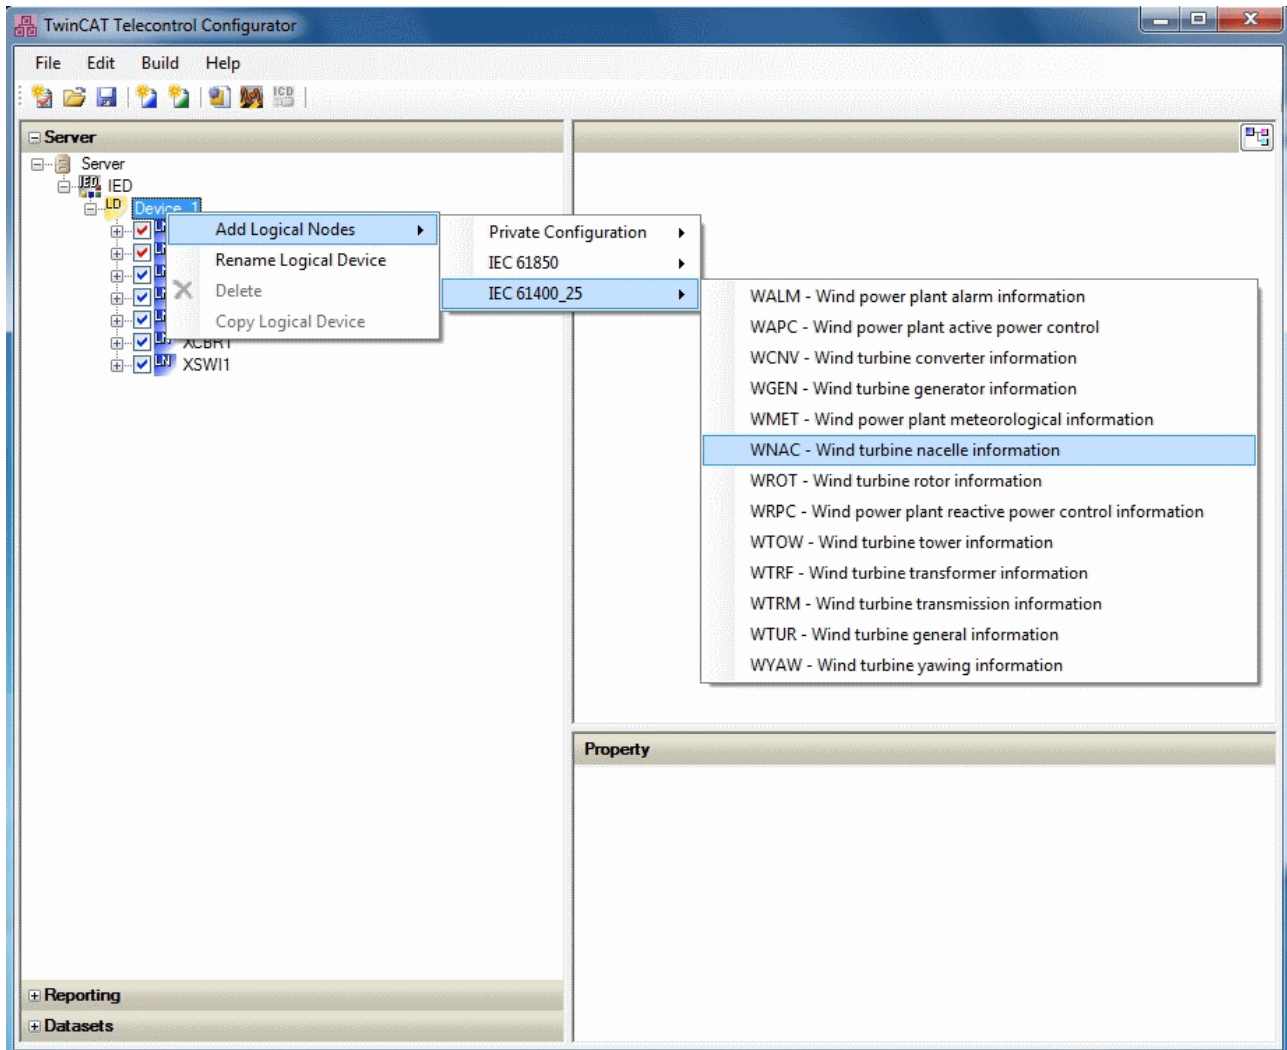 TwinCAT Telecontrol Configurator
File Edit Build Help
ICD
Server
Server
IED IED
LD Device_1
Add Logical Nodes
Rename Logical Device
Delete
Copy Logical Device
XCBR1
LN XSWI1
Private Configuration
IEC 61850
IEC 61400_25
WALM - Wind power plant alarm information
WAPC - Wind power plant active power control
WCNV - Wind turbine converter information
WGEN - Wind turbine generator information
WMET - Wind power plant meteorological information
WNAC - Wind turbine nacelle information
WROT - Wind turbine rotor information
WRPC - Wind power plant reactive power control information
WTOW - Wind turbine tower information
WTRF - Wind turbine transformer information
WTRM - Wind turbine transmission information
WTUR - Wind turbine general information
WYAW - Wind turbine yawing information
Property
Reporting
Datasets